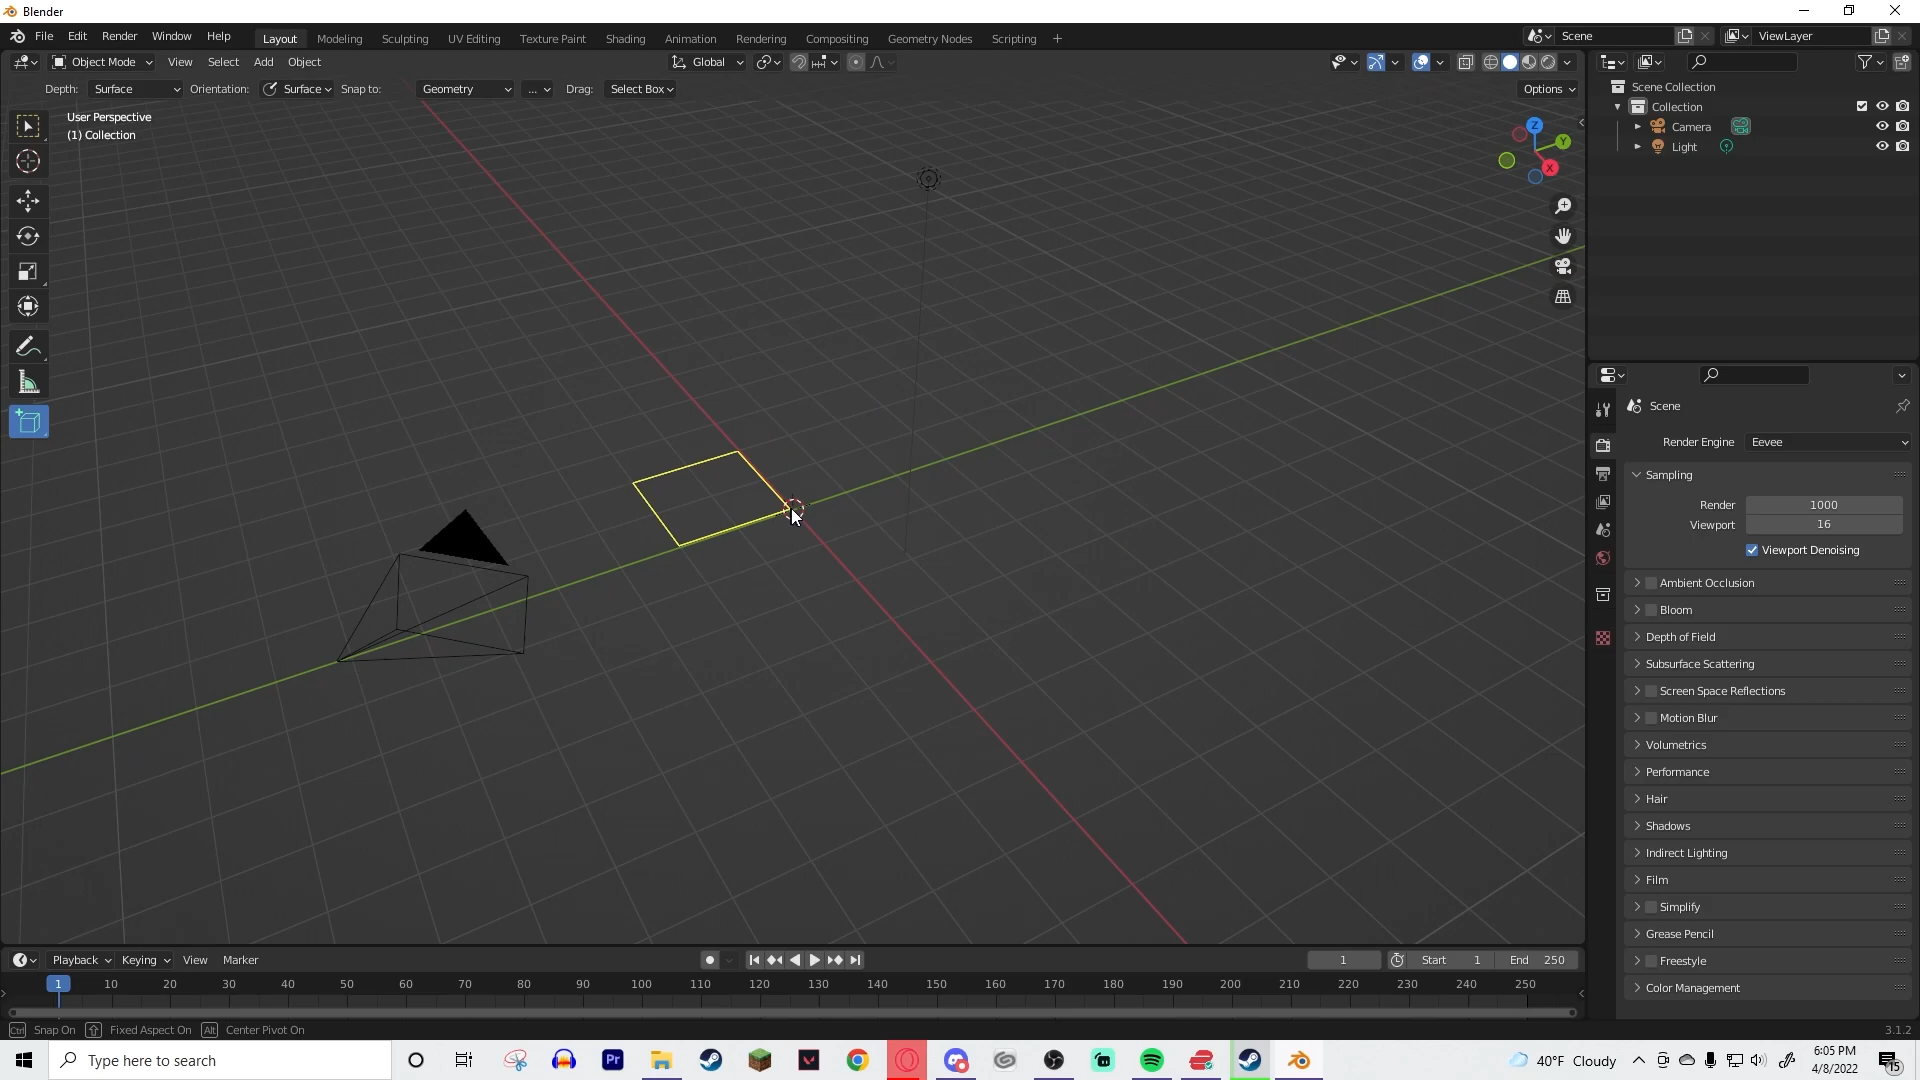 Blender
File Edit Render Window Help Layout Modeling Sculpting UV Editing Texture Paint Shading Animation Rendering Compositing Geometry Nodes Scripting + Scene ViewLayer
Object Mode View Select Add Object Global
Depth: Surface Orientation: Surface Snap to: Geometry ... Drag: Select Box Options
User Perspective
(1) Collection
Z
Y
X
Scene Collection
Collection
Camera
Light
Scene
Render Engine Eevee
Sampling
Render 1000
Viewport 16
Viewport Denoising
Ambient Occlusion
Bloom
Depth of Field
Subsurface Scattering
Screen Space Reflections
Motion Blur
Volumetrics
Performance
Hair
Shadows
Indirect Lighting
Film
Simplify
Grease Pencil
Freestyle
Color Management
Playback Keying View Marker 1 Start 1 End 250
1 10 20 30 40 50 60 70 80 90 100 110 120 130 140 150 160 170 180 190 200 210 220 230 240 250
Ctrl Snap On Fixed Aspect On Alt Center Pivot On 3.1.2
Type here to search Pr 40°F Cloudy 6:05 PM
4/8/2022 15